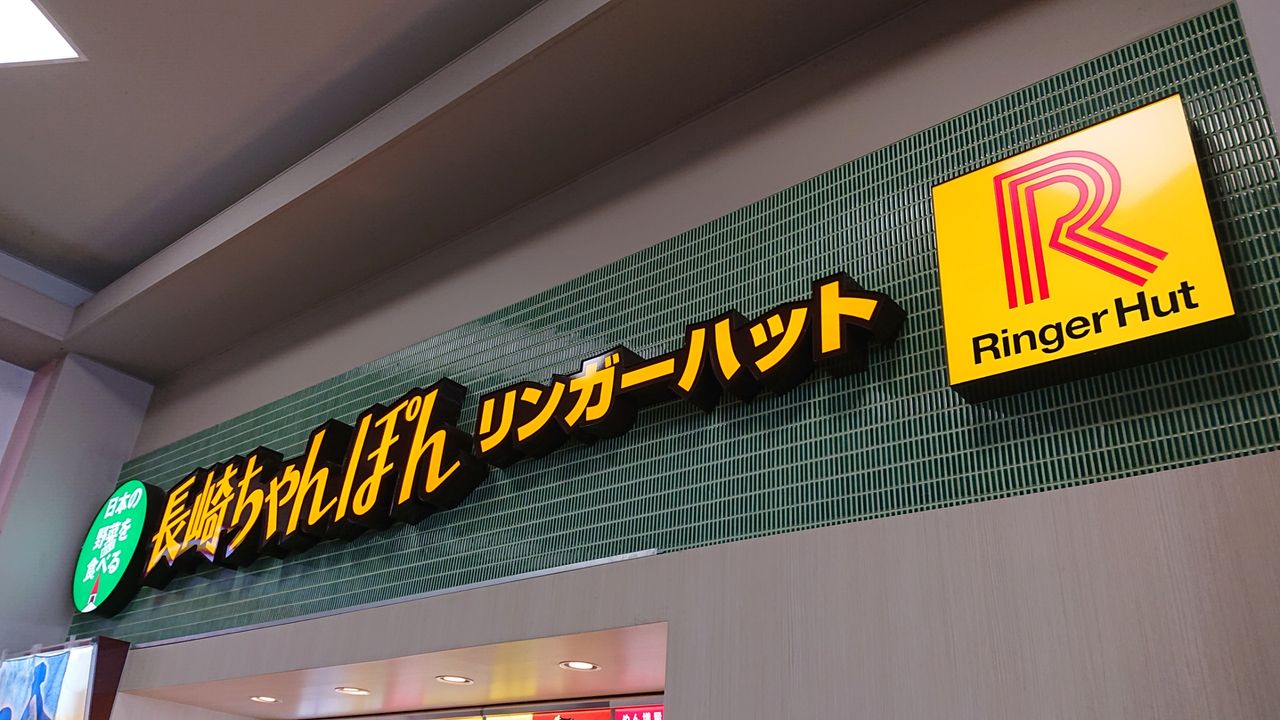 日本の
野菜を
食べる
長崎ちゃんぽん リンガーハット
R
Ringer Hut